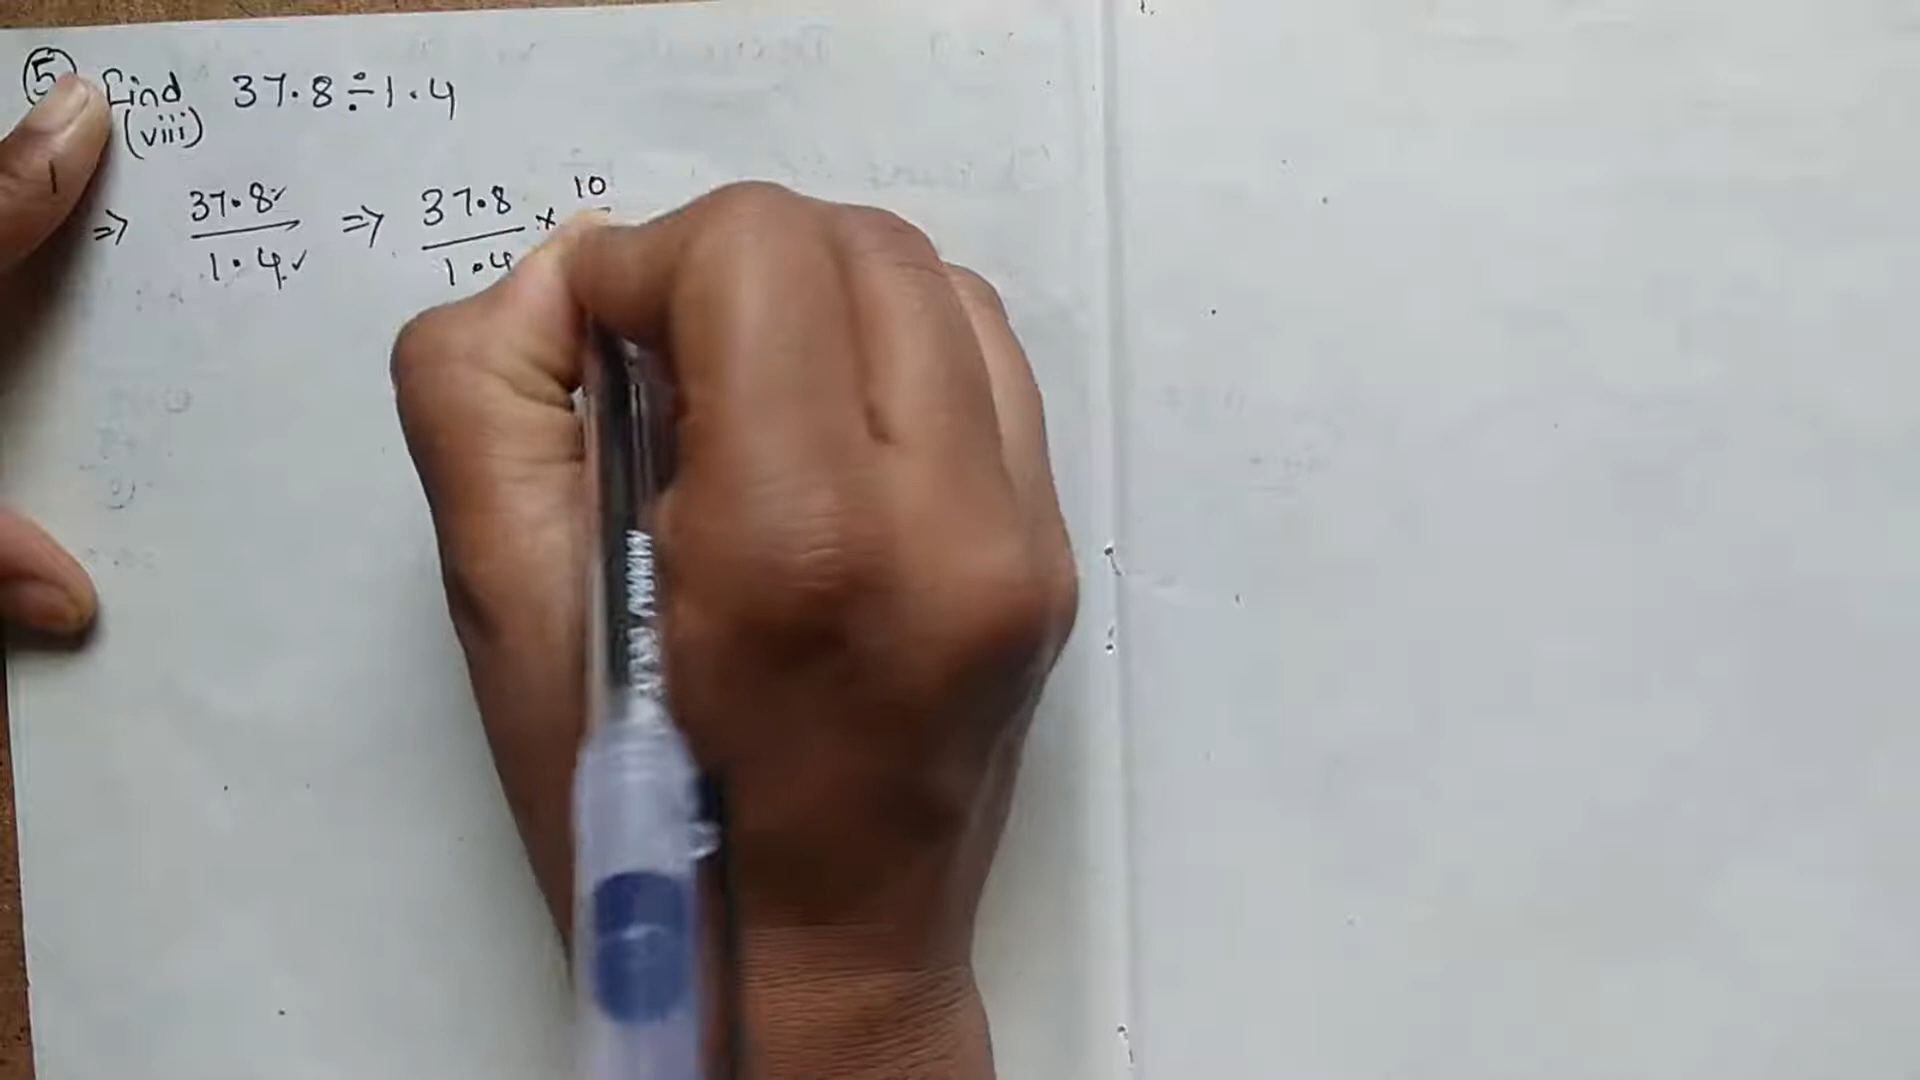 5 Find 37.8÷1.4
(viii)
=> 37.8/1.4 => 37.8/1.4 × 10